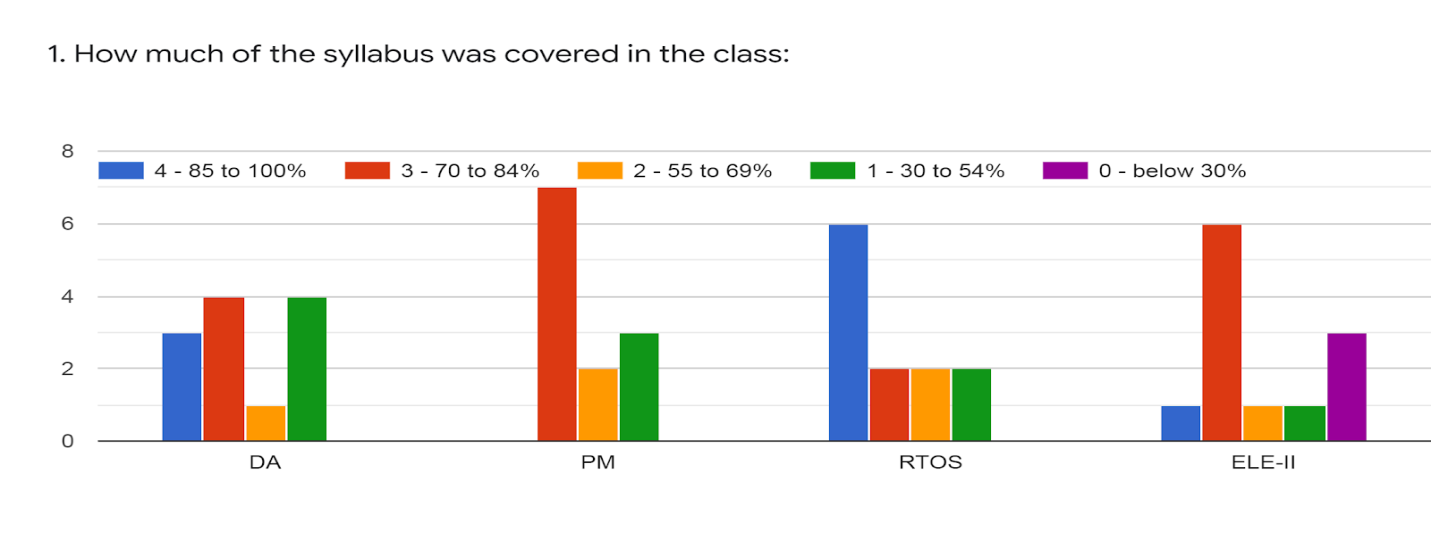 1. How much of the syllabus was covered in the class:
8
4 - 85 to 100% 3 - 70 to 84% 2 - 55 to 69% 1 - 30 to 54% 0 - below 30%
6
4
2
0
DA PM RTOS ELE-II